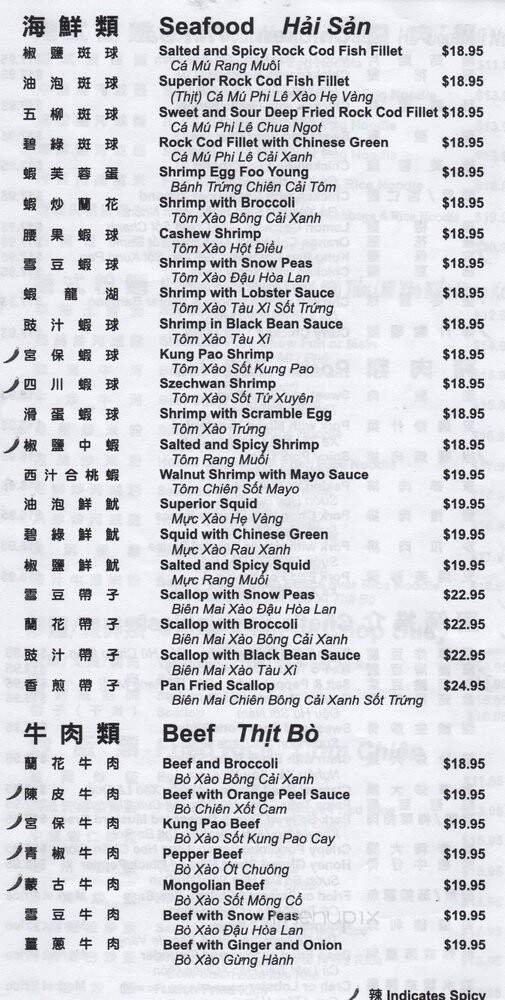 海鮮類 Seafood Hải Sản
椒鹽斑球 Salted and Spicy Rock Cod Fish Fillet $18.95
Cá Mú Rang Muối
油泡斑球 Superior Rock Cod Fish Fillet $18.95
(Thịt) Cá Mú Phi Lê Xào Hẹ Vàng
五柳斑球 Sweet and Sour Deep Fried Rock Cod Fillet $18.95
Cá Mú Phi Lê Chua Ngot
碧綠斑球 Rock Cod Fillet with Chinese Green $18.95
Cá Mú Phi Lê Cải Xanh
蝦芙蓉蛋 Shrimp Egg Foo Young $18.95
Bánh Trứng Chiên Cải Tôm
蝦炒蘭花 Shrimp with Broccoli $18.95
Tôm Xào Bông Cải Xanh
腰果蝦球 Cashew Shrimp $18.95
Tôm Xào Hột Điều
雪豆蝦球 Shrimp with Snow Peas $18.95
Tôm Xào Đậu Hòa Lan
蝦龍湖 Shrimp with Lobster Sauce $18.95
Tôm Xào Tàu Xì Sốt Trứng
豉汁蝦球 Shrimp in Black Bean Sauce $18.95
Tôm Xào Tàu Xì
宮保蝦球 Kung Pao Shrimp $18.95
Tôm Xào Sốt Kung Pao
四川蝦球 Szechwan Shrimp $18.95
Tôm Xào Sốt Tứ Xuyên
滑蛋蝦球 Shrimp with Scramble Egg $18.95
Tôm Xào Trứng
椒鹽中蝦 Salted and Spicy Shrimp $18.95
Tôm Rang Muối
西汁合桃蝦 Walnut Shrimp with Mayo Sauce $19.95
Tôm Chiên Sốt Mayo
油泡鮮魷 Superior Squid $19.95
Mực Xào Hẹ Vàng
碧綠鮮魷 Squid with Chinese Green $19.95
Mực Xào Rau Xanh
椒鹽鮮魷 Salted and Spicy Squid $19.95
Mực Rang Muối
雪豆帶子 Scallop with Snow Peas $22.95
Biên Mai Xào Đậu Hòa Lan
蘭花帶子 Scallop with Broccoli $22.95
Biên Mai Xào Bông Cải Xanh
豉汁帶子 Scallop with Black Bean Sauce $22.95
Biên Mai Xào Tàu Xì
香煎帶子 Pan Fried Scallop $24.95
Biên Mai Chiên Bông Cải Xanh Sốt Trứng
牛肉類 Beef Thịt Bò
蘭花牛肉 Beef and Broccoli $18.95
Bò Xào Bông Cải Xanh
陳皮牛肉 Beef with Orange Peel Sauce $19.95
Bò Chiên Xốt Cam
宮保牛肉 Kung Pao Beef $19.95
Bò Xào Sốt Kung Pao Cay
青椒牛肉 Pepper Beef $19.95
Bò Xào Ớt Chuông
蒙古牛肉 Mongolian Beef $19.95
Bò Xào Sốt Mông Cổ
雪豆牛肉 Beef with Snow Peas $19.95
Bò Xào Đậu Hòa Lan
薑蔥牛肉 Beef with Ginger and Onion $19.95
Bò Xào Gừng Hành
辣 Indicates Spicy
menupix